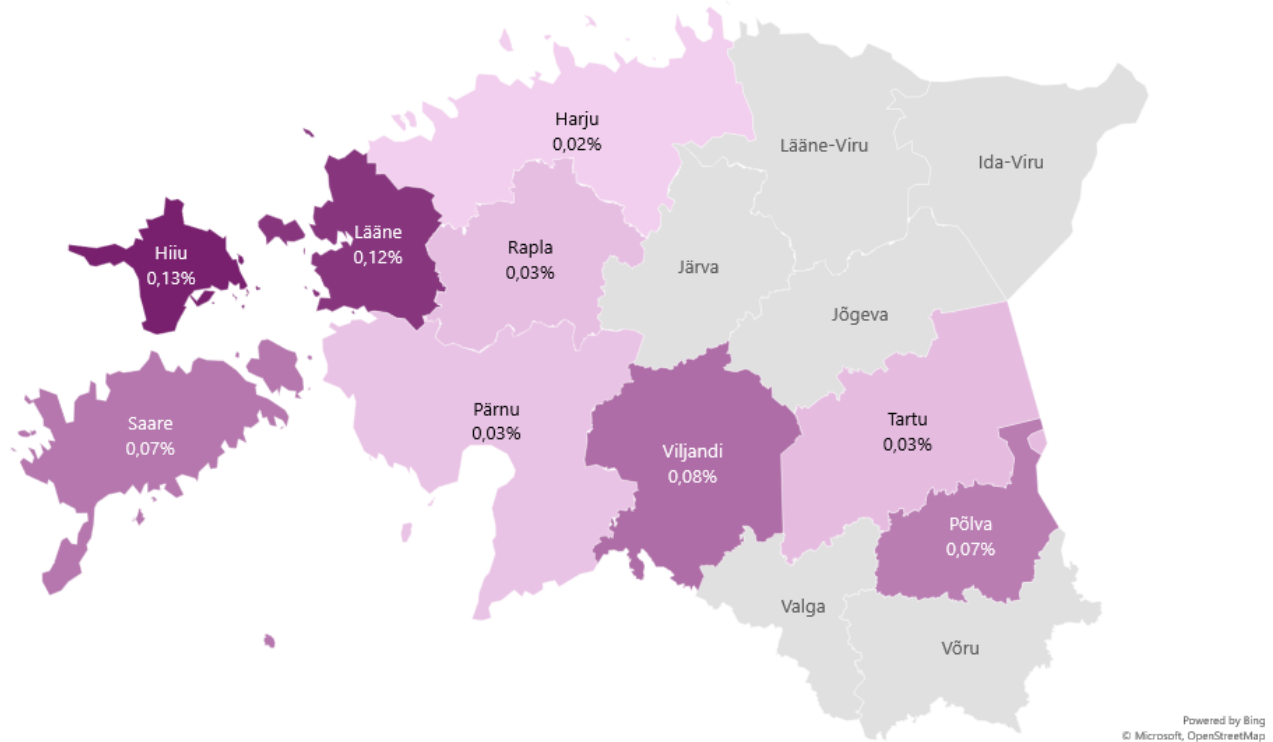 Harju
0,02%
Lääne-Viru
Ida-Viru
Lääne
0,12%
Hiiu
0,13%
Rapla
0,03%
Järva
Jõgeva
Saare
0,07%
Pärnu
0,03%
Tartu
0,03%
Viljandi
0,08%
Põlva
0,07%
Valga
Võru
Powered by Bing
© Microsoft, OpenStreetMap